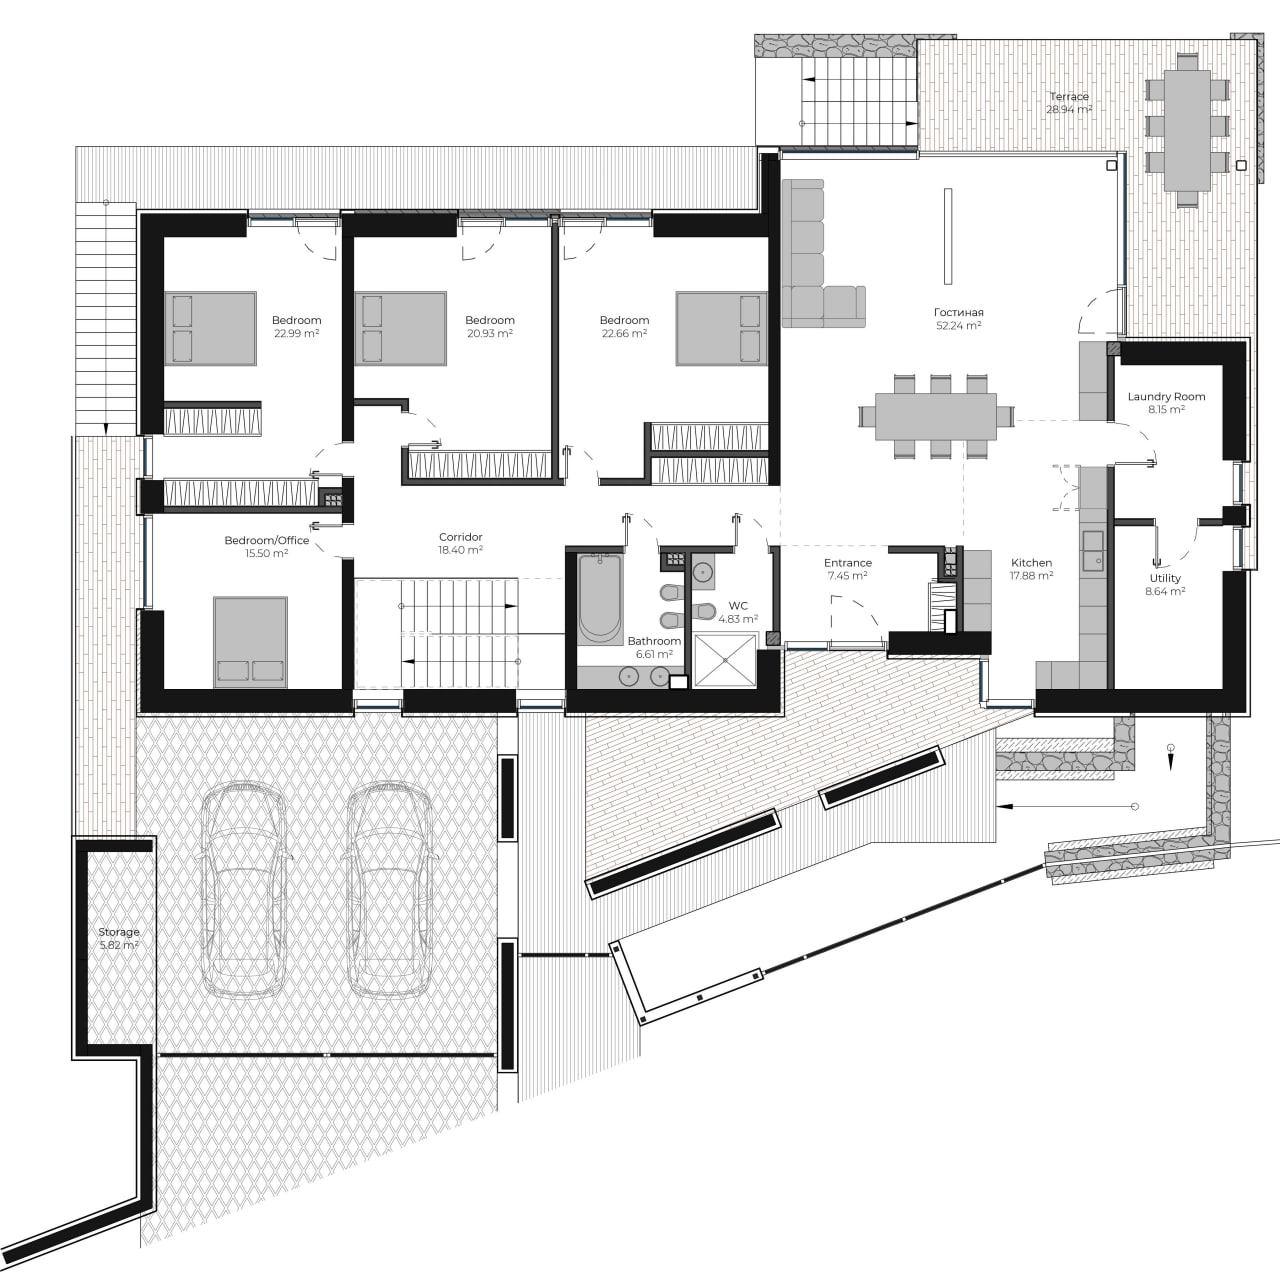 Terrace
28.94 m²
Bedroom
22.99 m²
Bedroom
20.93 m²
Bedroom
22.66 m²
Гостиная
52.24 m²
Laundry Room
8.15 m²
Bedroom/Office
15.50 m²
Corridor
18.40 m²
Entrance
7.45 m²
Kitchen
17.88 m²
Utility
8.64 m²
WC
4.83 m²
Bathroom
6.61 m²
Storage
5.82 m²